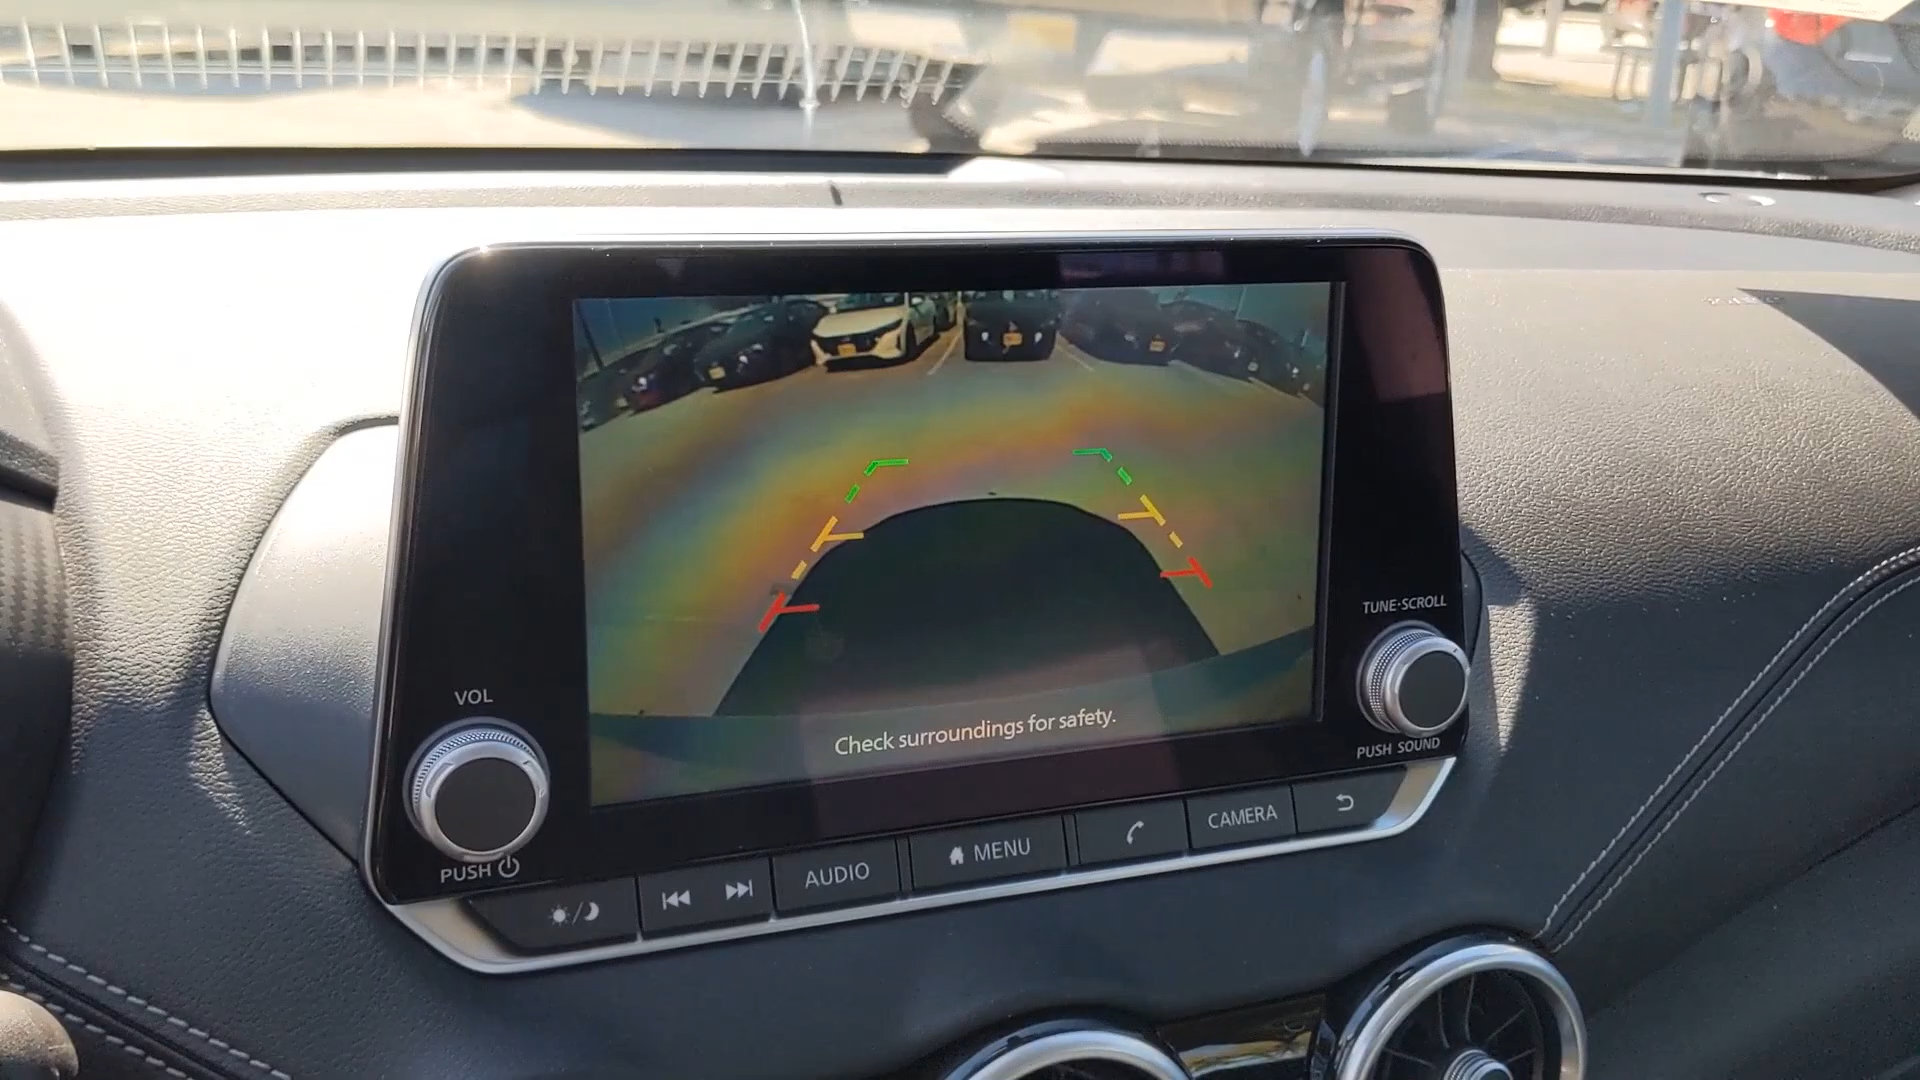 TUNE·SCROLL
VOL
Check surroundings for safety.
PUSH SOUND
PUSH
AUDIO
MENU
CAMERA